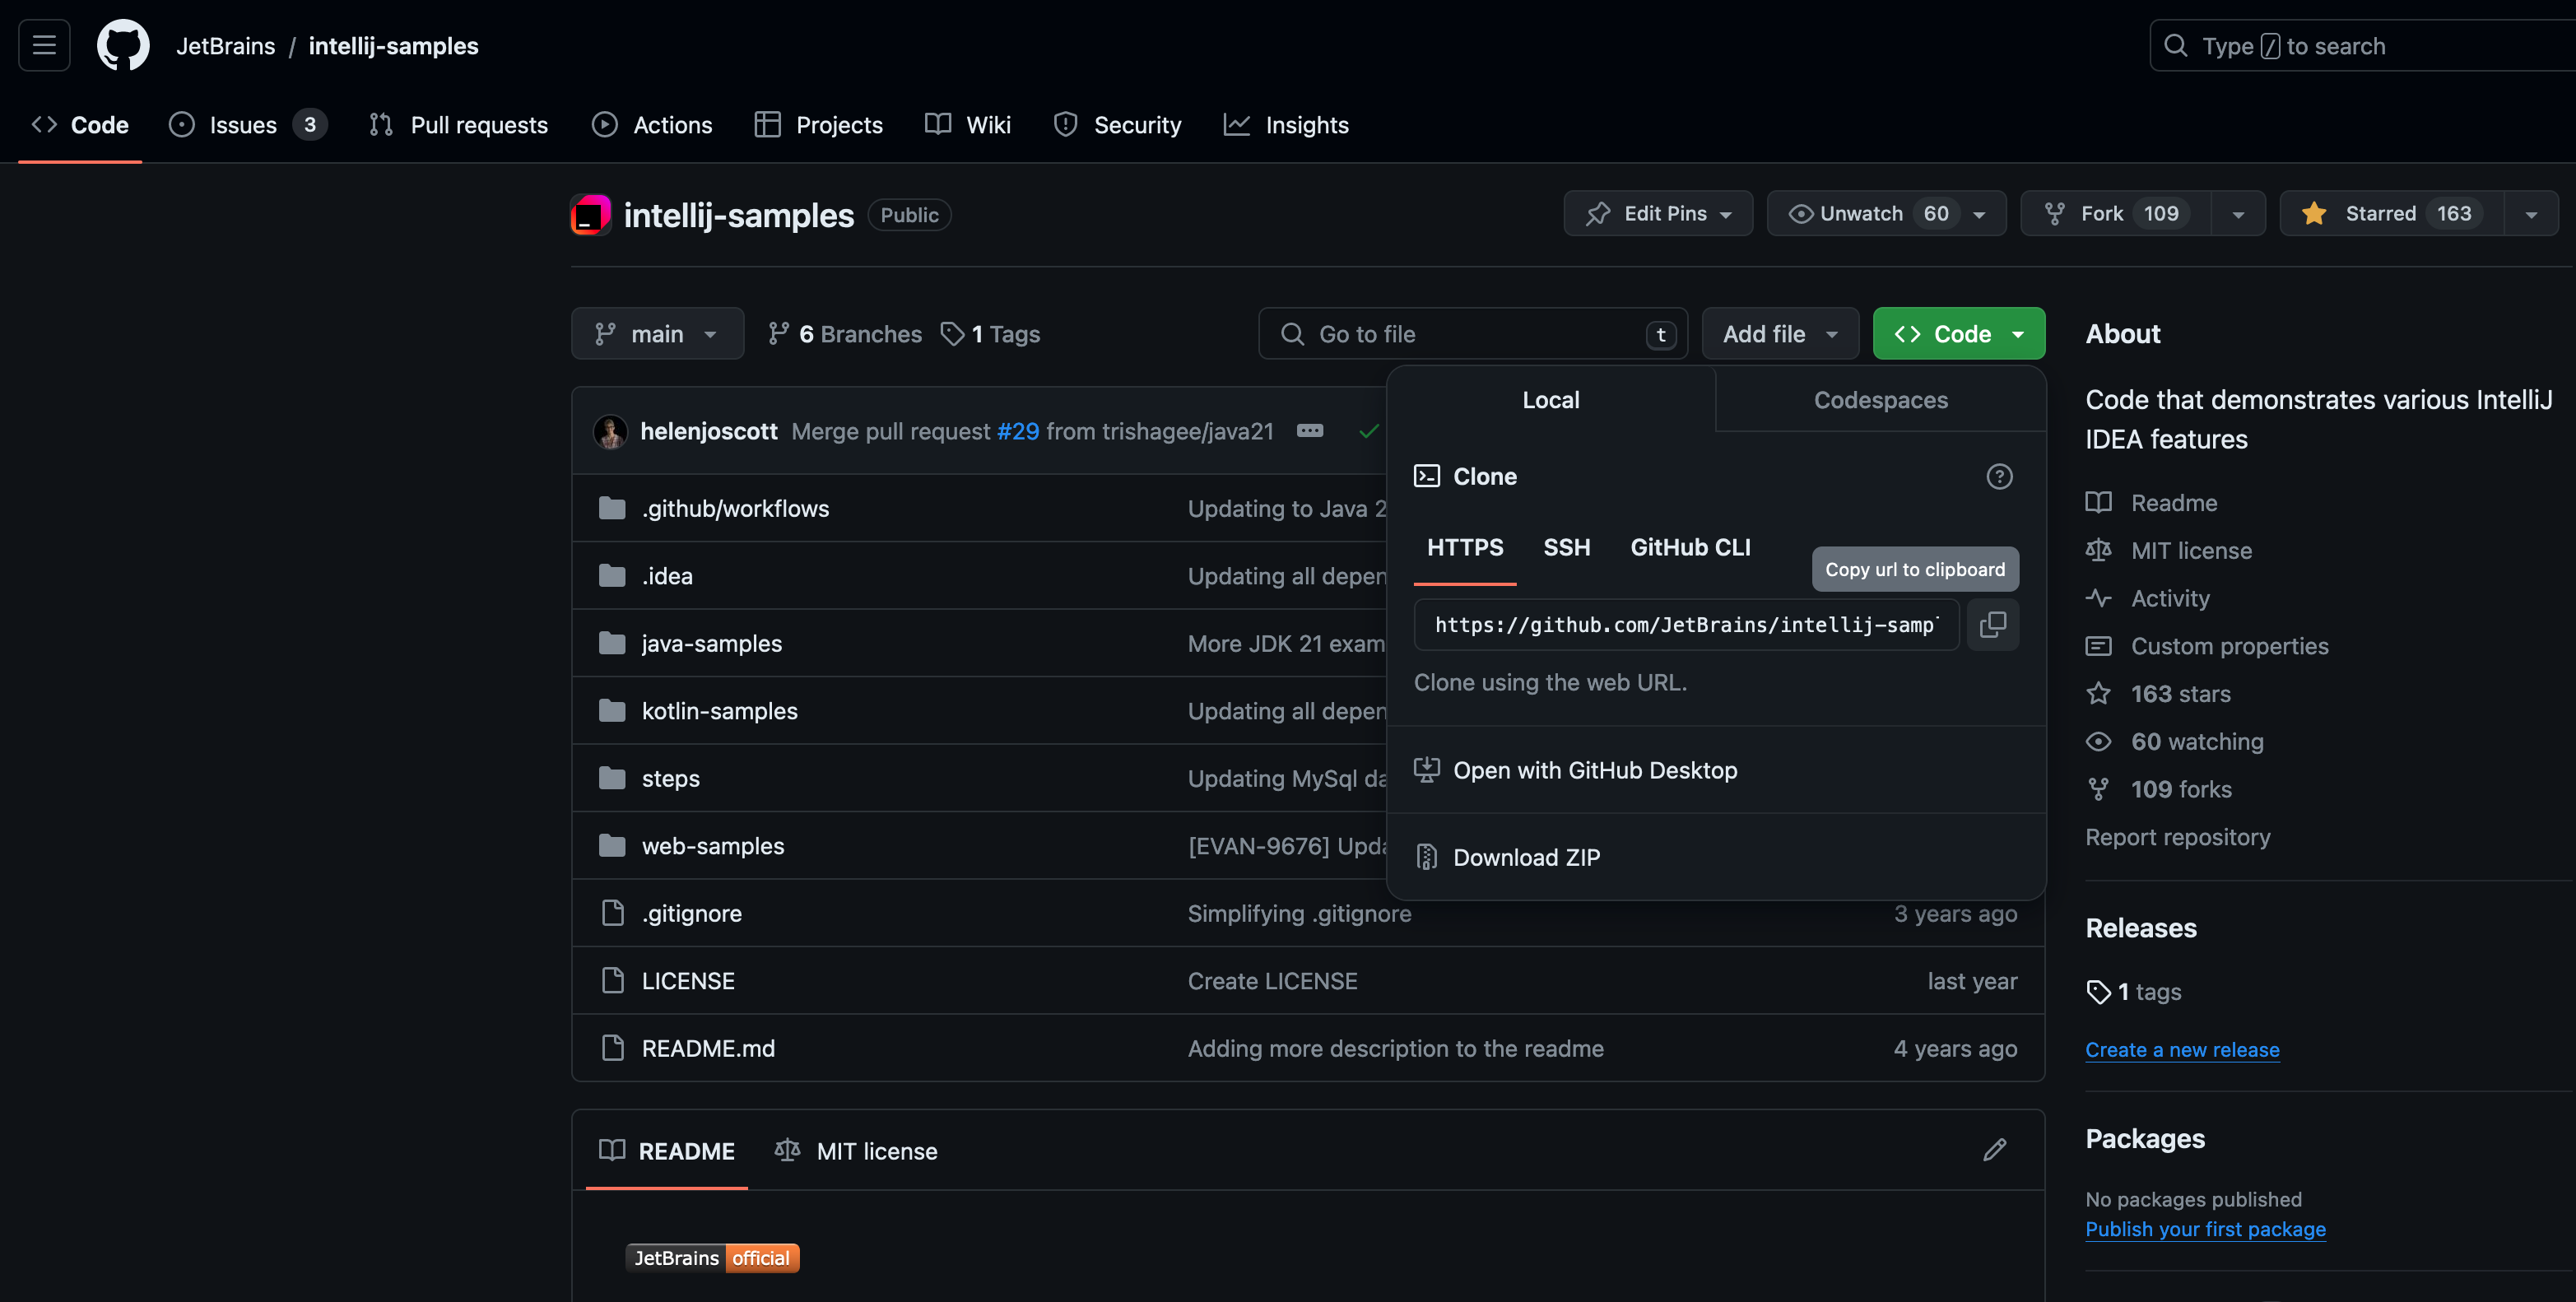 JetBrains / intellij-samples
Type / to search
Code
Issues 3
Pull requests
Actions
Projects
Wiki
Security
Insights
intellij-samples Public
Edit Pins
Unwatch 60
Fork 109
Starred 163
main
6 Branches
1 Tags
Go to file t
Add file
Code
helenjoscott Merge pull request #29 from trishagee/java21
.github/workflows Updating to Java 2
.idea Updating all depen
java-samples More JDK 21 exam
kotlin-samples Updating all depen
steps Updating MySql da
web-samples [EVAN-9676] Upda
.gitignore Simplifying .gitignore 3 years ago
LICENSE Create LICENSE last year
README.md Adding more description to the readme 4 years ago
Local Codespaces
Clone
HTTPS SSH GitHub CLI
Copy url to clipboard
https://github.com/JetBrains/intellij-samp
Clone using the web URL.
Open with GitHub Desktop
Download ZIP
README MIT license
JetBrains official
About
Code that demonstrates various IntelliJ
IDEA features
Readme
MIT license
Activity
Custom properties
163 stars
60 watching
109 forks
Report repository
Releases
1 tags
Create a new release
Packages
No packages published
Publish your first package